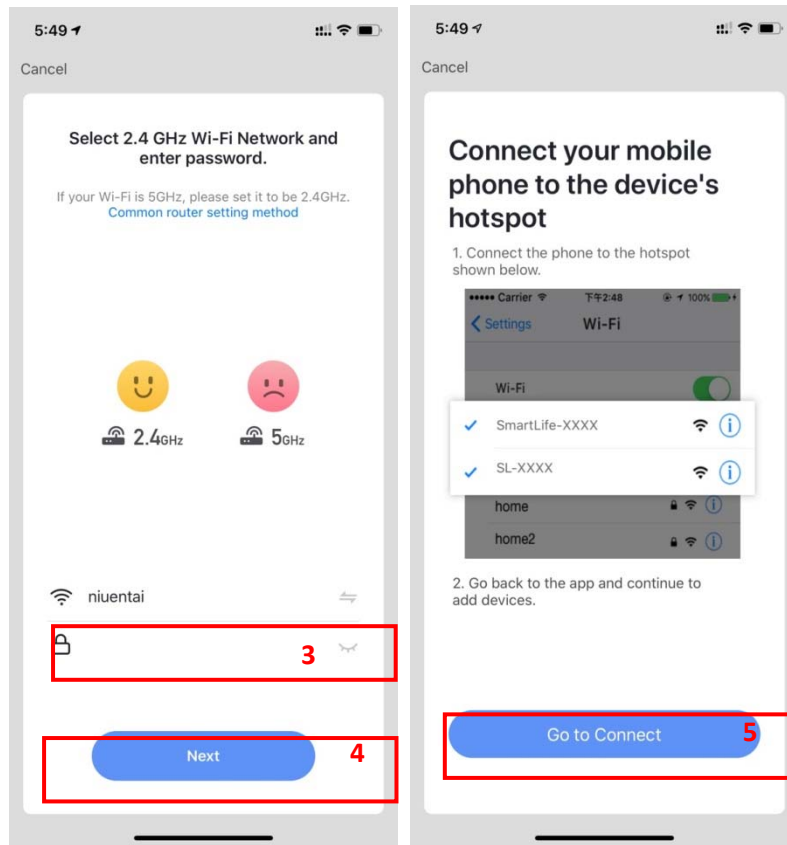 5:49
Cancel
Select 2.4 GHz Wi-Fi Network and
enter password.
If your Wi-Fi is 5GHz, please set it to be 2.4GHz.
Common router setting method
2.4GHz
5GHz
niuentai
3
Next
4
5:49
Cancel
Connect your mobile
phone to the device's
hotspot
1. Connect the phone to the hotspot
shown below.
Carrier
下午2:48
100%
Settings
Wi-Fi
Wi-Fi
SmartLife-XXXX
SL-XXXX
home
home2
2. Go back to the app and continue to
add devices.
Go to Connect
5